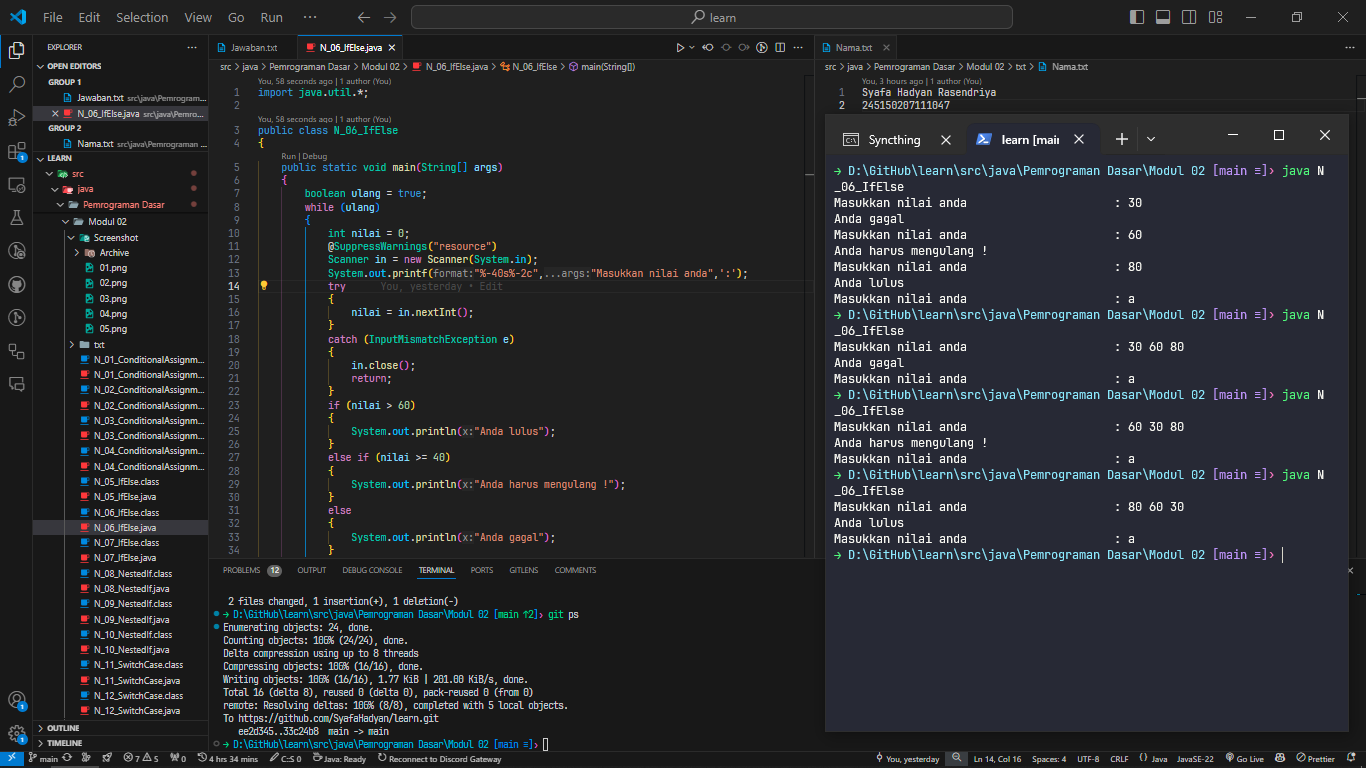 File Edit Selection View Go Run ··· learn
EXPLORER
OPEN EDITORS
GROUP 1
Jawaban.txt src\java\Pemrogram...
N_06_IfElse.java src\java\Pemro...
GROUP 2
Nama.txt src\java\Pemrograman ...
LEARN
src
java
Pemrograman Dasar
Modul 02
Screenshot
Archive
01.png
02.png
03.png
04.png
05.png
txt
N_01_ConditionalAssignm...
N_01_ConditionalAssignm...
N_02_ConditionalAssignm...
N_02_ConditionalAssignm...
N_03_ConditionalAssignm...
N_03_ConditionalAssignm...
N_04_ConditionalAssignm...
N_04_ConditionalAssignm...
N_05_IfElse.class
N_05_IfElse.java
N_06_IfElse.class
N_06_IfElse.java
N_07_IfElse.class
N_07_IfElse.java
N_08_NestedIf.class
N_08_NestedIf.java
N_09_NestedIf.class
N_09_NestedIf.java
N_10_NestedIf.class
N_10_NestedIf.java
N_11_SwitchCase.class
N_11_SwitchCase.java
N_12_SwitchCase.class
N_12_SwitchCase.java
OUTLINE
TIMELINE
Jawaban.txt N_06_IfElse.java
src > java > Pemrograman Dasar > Modul 02 > N_06_IfElse.java > N_06_IfElse > main(String[])
You, 58 seconds ago | 1 author (You)
1 import java.util.*;
2
You, 58 seconds ago | 1 author (You)
3 public class N_06_IfElse
4 {
Run | Debug
5 public static void main(String[] args)
6 {
7 boolean ulang = true;
8 while (ulang)
9 {
10 int nilai = 0;
11 @SuppressWarnings("resource")
12 Scanner in = new Scanner(System.in);
13 System.out.printf(format:"%-40s%-2c",...args:"Masukkan nilai anda",':');
14 try You, yesterday • Edit
15 {
16 nilai = in.nextInt();
17 }
18 catch (InputMismatchException e)
19 {
20 in.close();
21 return;
22 }
23 if (nilai > 60)
24 {
25 System.out.println(x:"Anda lulus");
26 }
27 else if (nilai >= 40)
28 {
29 System.out.println(x:"Anda harus mengulang !");
30 }
31 else
32 {
33 System.out.println(x:"Anda gagal");
34 }
Nama.txt
src > java > Pemrograman Dasar > Modul 02 > txt > Nama.txt
You, 3 hours ago | 1 author (You)
1 Syafa Hadyan Rasendriya
2 245150207111047
Syncthing learn [mai
→ D:\GitHub\learn\src\java\Pemrograman Dasar\Modul 02 [main ≡]› java N
_06_IfElse
Masukkan nilai anda : 30
Anda gagal
Masukkan nilai anda : 60
Anda harus mengulang !
Masukkan nilai anda : 80
Anda lulus
Masukkan nilai anda : a
→ D:\GitHub\learn\src\java\Pemrograman Dasar\Modul 02 [main ≡]› java N
_06_IfElse
Masukkan nilai anda : 30 60 80
Anda gagal
Masukkan nilai anda : a
→ D:\GitHub\learn\src\java\Pemrograman Dasar\Modul 02 [main ≡]› java N
_06_IfElse
Masukkan nilai anda : 60 30 80
Anda harus mengulang !
Masukkan nilai anda : a
→ D:\GitHub\learn\src\java\Pemrograman Dasar\Modul 02 [main ≡]› java N
_06_IfElse
Masukkan nilai anda : 80 60 30
Anda lulus
Masukkan nilai anda : a
→ D:\GitHub\learn\src\java\Pemrograman Dasar\Modul 02 [main ≡]›
PROBLEMS 12 OUTPUT DEBUG CONSOLE TERMINAL PORTS GITLENS COMMENTS
2 files changed, 1 insertion(+), 1 deletion(-)
→ D:\GitHub\learn\src\java\Pemrograman Dasar\Modul 02 [main ↑2]› git ps
Enumerating objects: 24, done.
Counting objects: 100% (24/24), done.
Delta compression using up to 8 threads
Compressing objects: 100% (16/16), done.
Writing objects: 100% (16/16), 1.77 KiB | 201.00 KiB/s, done.
Total 16 (delta 8), reused 0 (delta 0), pack-reused 0 (from 0)
remote: Resolving deltas: 100% (8/8), completed with 5 local objects.
To https://github.com/SyafaHadyan/learn.git
ee2d345..33c24b8 main -> main
→ D:\GitHub\learn\src\java\Pemrograman Dasar\Modul 02 [main ≡]›
main 7 5 0 4 hrs 34 mins C:S 0 Java: Ready Reconnect to Discord Gateway You, yesterday Ln 14, Col 16 Spaces: 4 UTF-8 CRLF {} Java JavaSE-22 Go Live Prettier